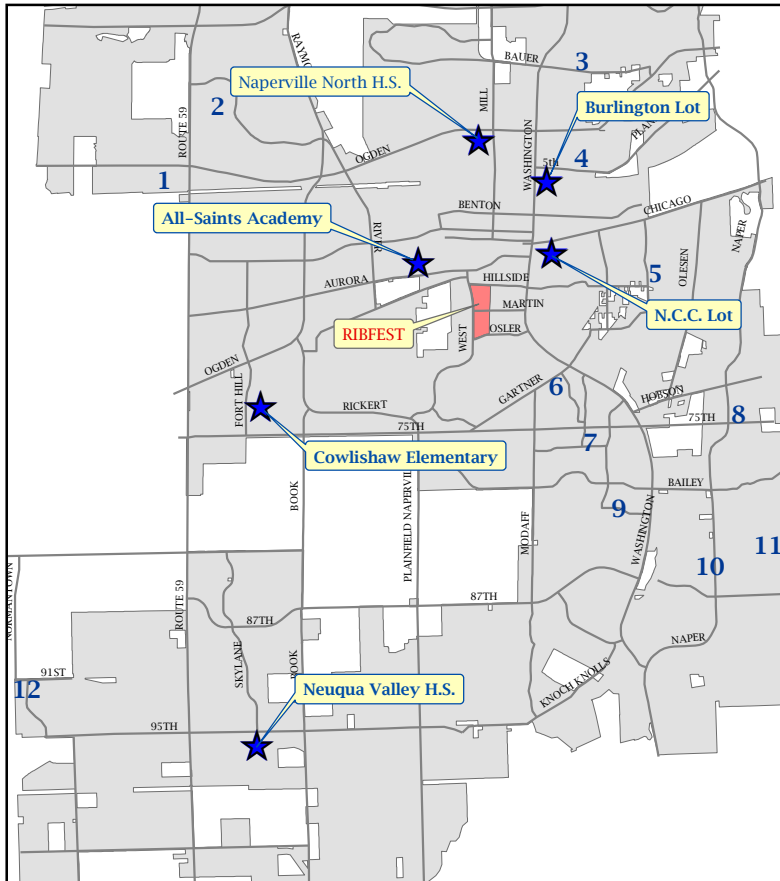 RAYMO
BAUER
3
Naperville North H.S.
MILL
2
Burlington Lot
PLAN
ROUTE 59
OGDEN
WASHINGTON
5th
4
1
BENTON
CHICAGO
All-Saints Academy
RIVER
NAPER
OLESEN
AURORA
HILLSIDE
5
MARTIN
N.C.C. Lot
RIBFEST
WEST
OSLER
OGDEN
GARTNER
6
HOBSON
FORT HILL
RICKERT
75TH
75TH
8
7
Cowlishaw Elementary
BOOK
PLAINFIELD NAPERVIL
BAILEY
9
MODAFF
WASHINGTON
11
10
NORMANTOWN
ROUTE 59
87TH
87TH
SKYLANE
BOOK
NAPER
91ST
12
KNOCH KNOLLS
Neuqua Valley H.S.
95TH